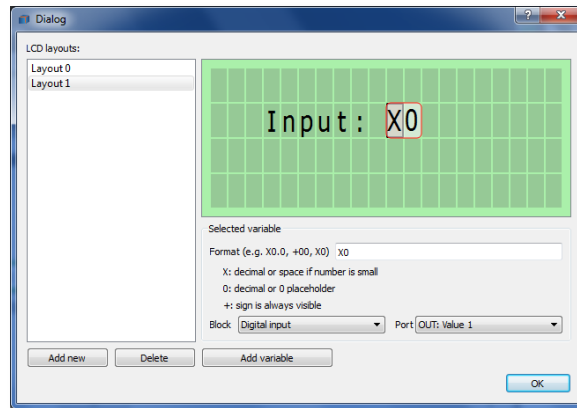 Dialog
LCD layouts:
Layout 0
Layout 1
Input: X0
Selected variable
Format (e.g. X0.0, +00, X0) X0
X: decimal or space if number is small
0: decimal or 0 placeholder
+: sign is always visible
Block Digital input Port OUT: Value 1
Add new Delete Add variable
OK